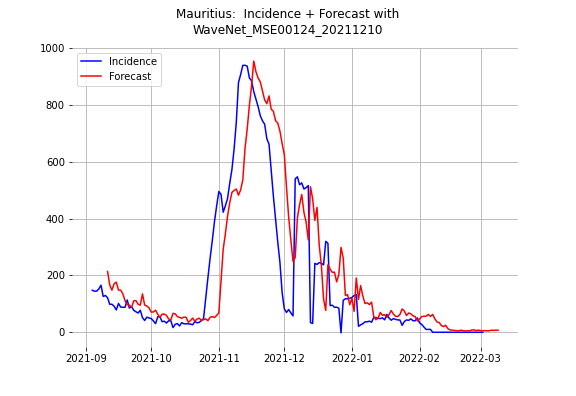 Mauritius:  Incidence + Forecast with
WaveNet_MSE00124_20211210
Incidence
Forecast
1000
800
600
400
200
0
2021-09 2021-10 2021-11 2021-12 2022-01 2022-02 2022-03